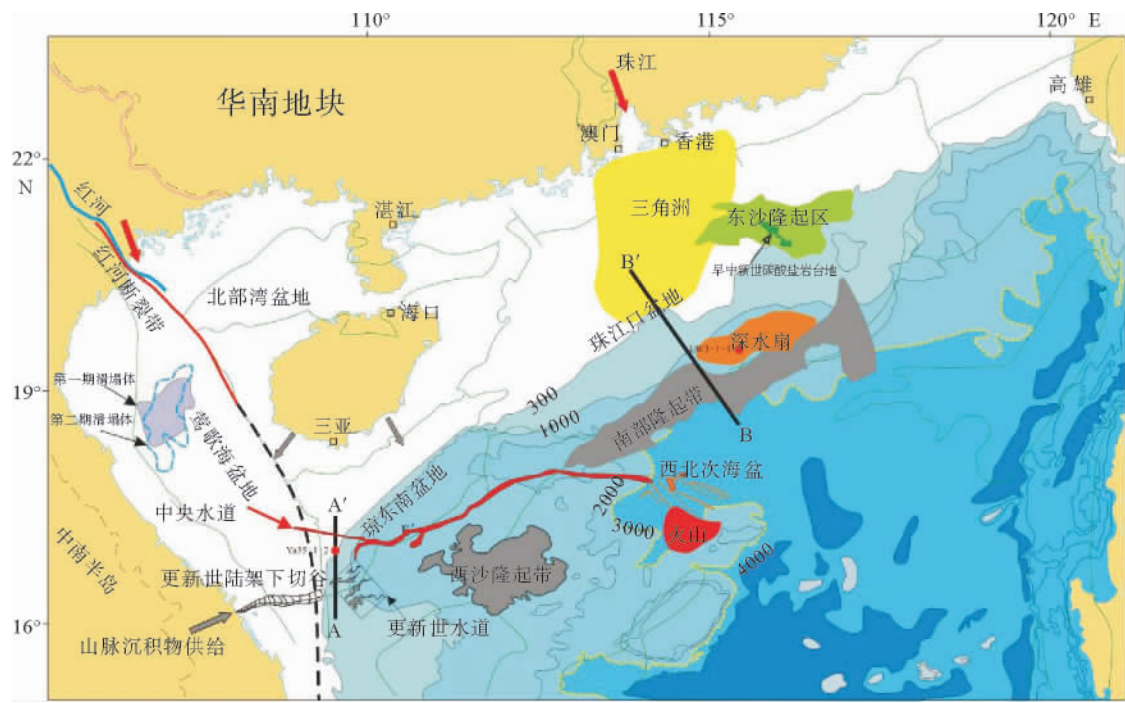 110°
115°
120° E
珠江
高雄
华南地块
澳门
香港
22°
N
红河
湛江
三角洲
东沙隆起区
早中新世碳酸盐岩台地
红河断裂带
B′
北部湾盆地
海口
珠江口盆地
深水扇
第一期滑塌体
19°
300
第二期滑塌体
1000
三亚
南部隆起带
B
莺歌海盆地
西北次海盆
琼东南盆地
2000
中央水道
A′
3000
火山
中南半岛
4000
西沙隆起带
更新世陆架下切谷
更新世水道
16°
A
山脉沉积物供给